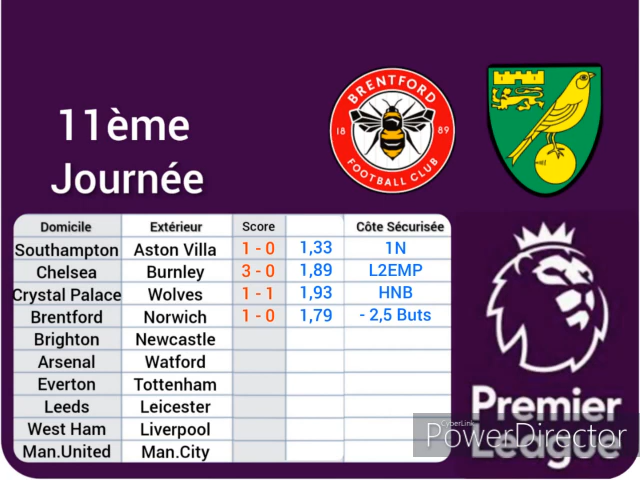 11ème
Journée
BRENTFORD
18 89
FOOTBALL CLUB
Domicile Extérieur Score Côte Sécurisée
Southampton Aston Villa 1 - 0 1,33 1N
Chelsea Burnley 3 - 0 1,89 L2EMP
Crystal Palace Wolves 1 - 1 1,93 HNB
Brentford Norwich 1 - 0 1,79 - 2,5 Buts
Brighton Newcastle
Arsenal Watford
Everton Tottenham
Leeds Leicester
West Ham Liverpool
Man.United Man.City
Premier
League
CyberLink
PowerDirector